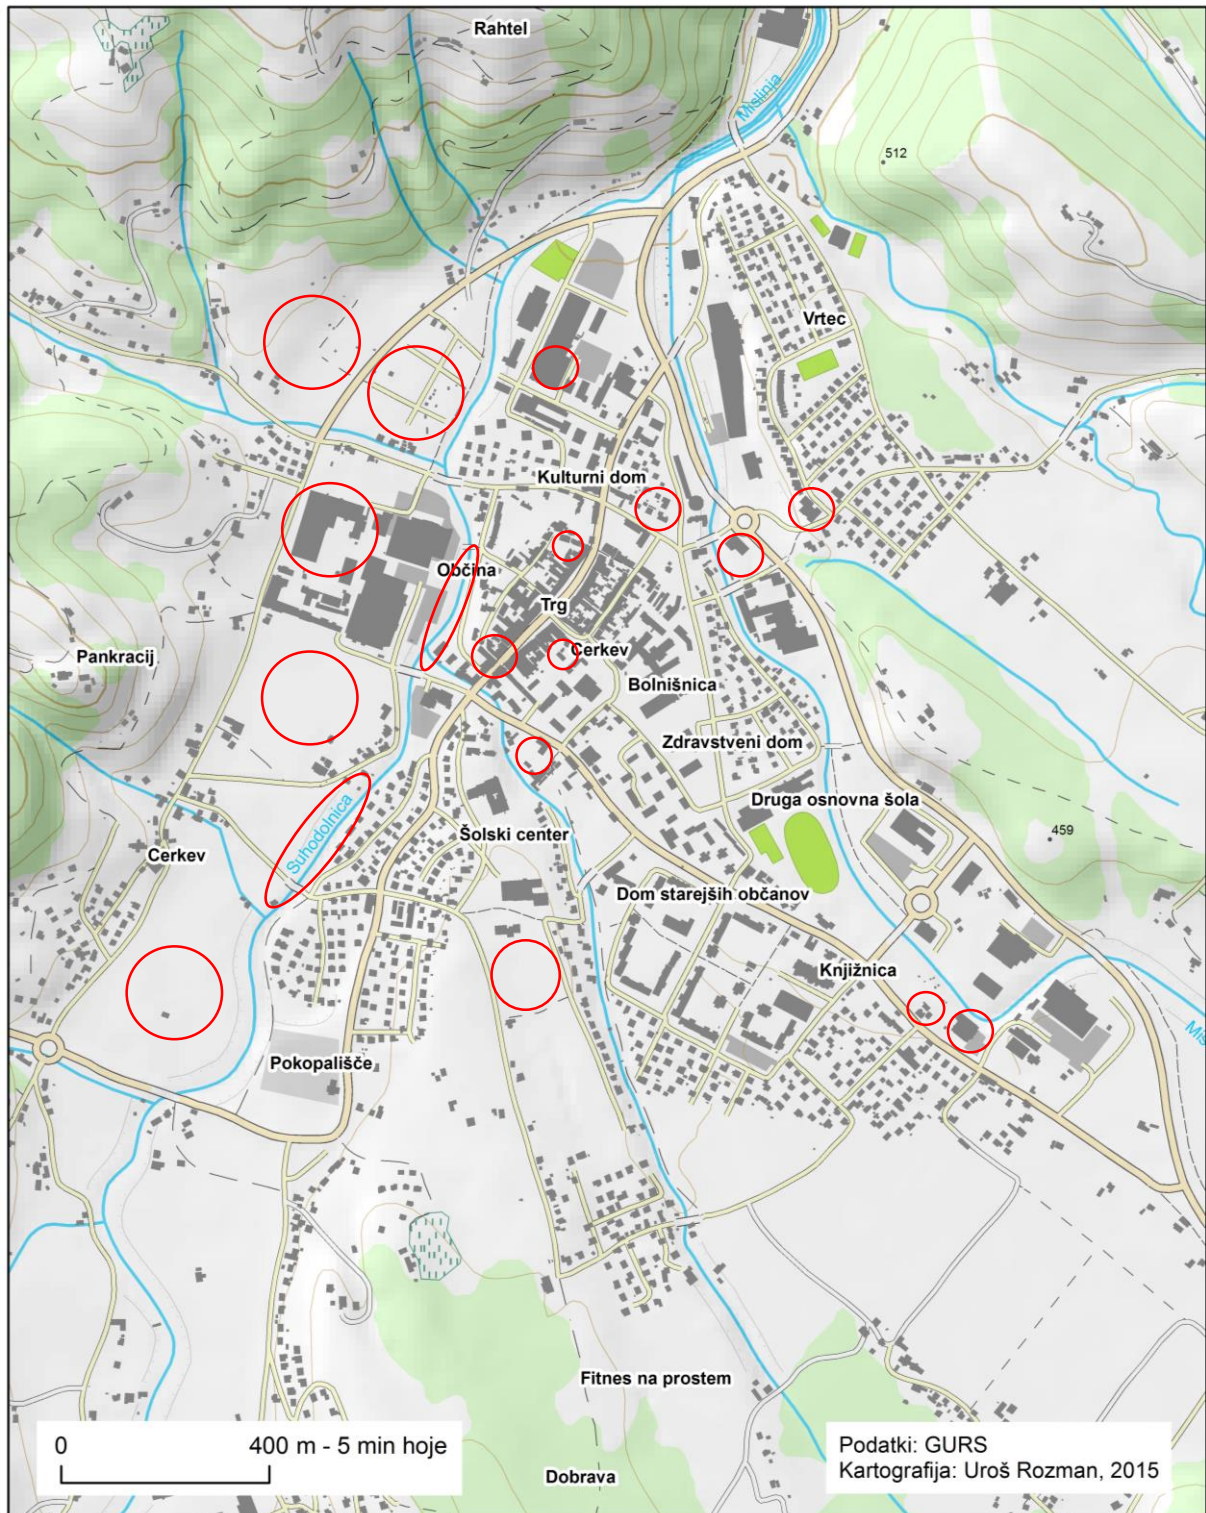 Rahtel
Mislinja
512
Vrtec
Kulturni dom
Občina
Trg
Cerkev
Pankracij
Bolnišnica
Zdravstveni dom
Druga osnovna šola
Suhodolnica
Šolski center
459
Cerkev
Dom starejših občanov
Knjižnica
Mis
Pokopališče
Fitnes na prostem
0 400 m - 5 min hoje
Podatki: GURS
Kartografija: Uroš Rozman, 2015
Dobrava